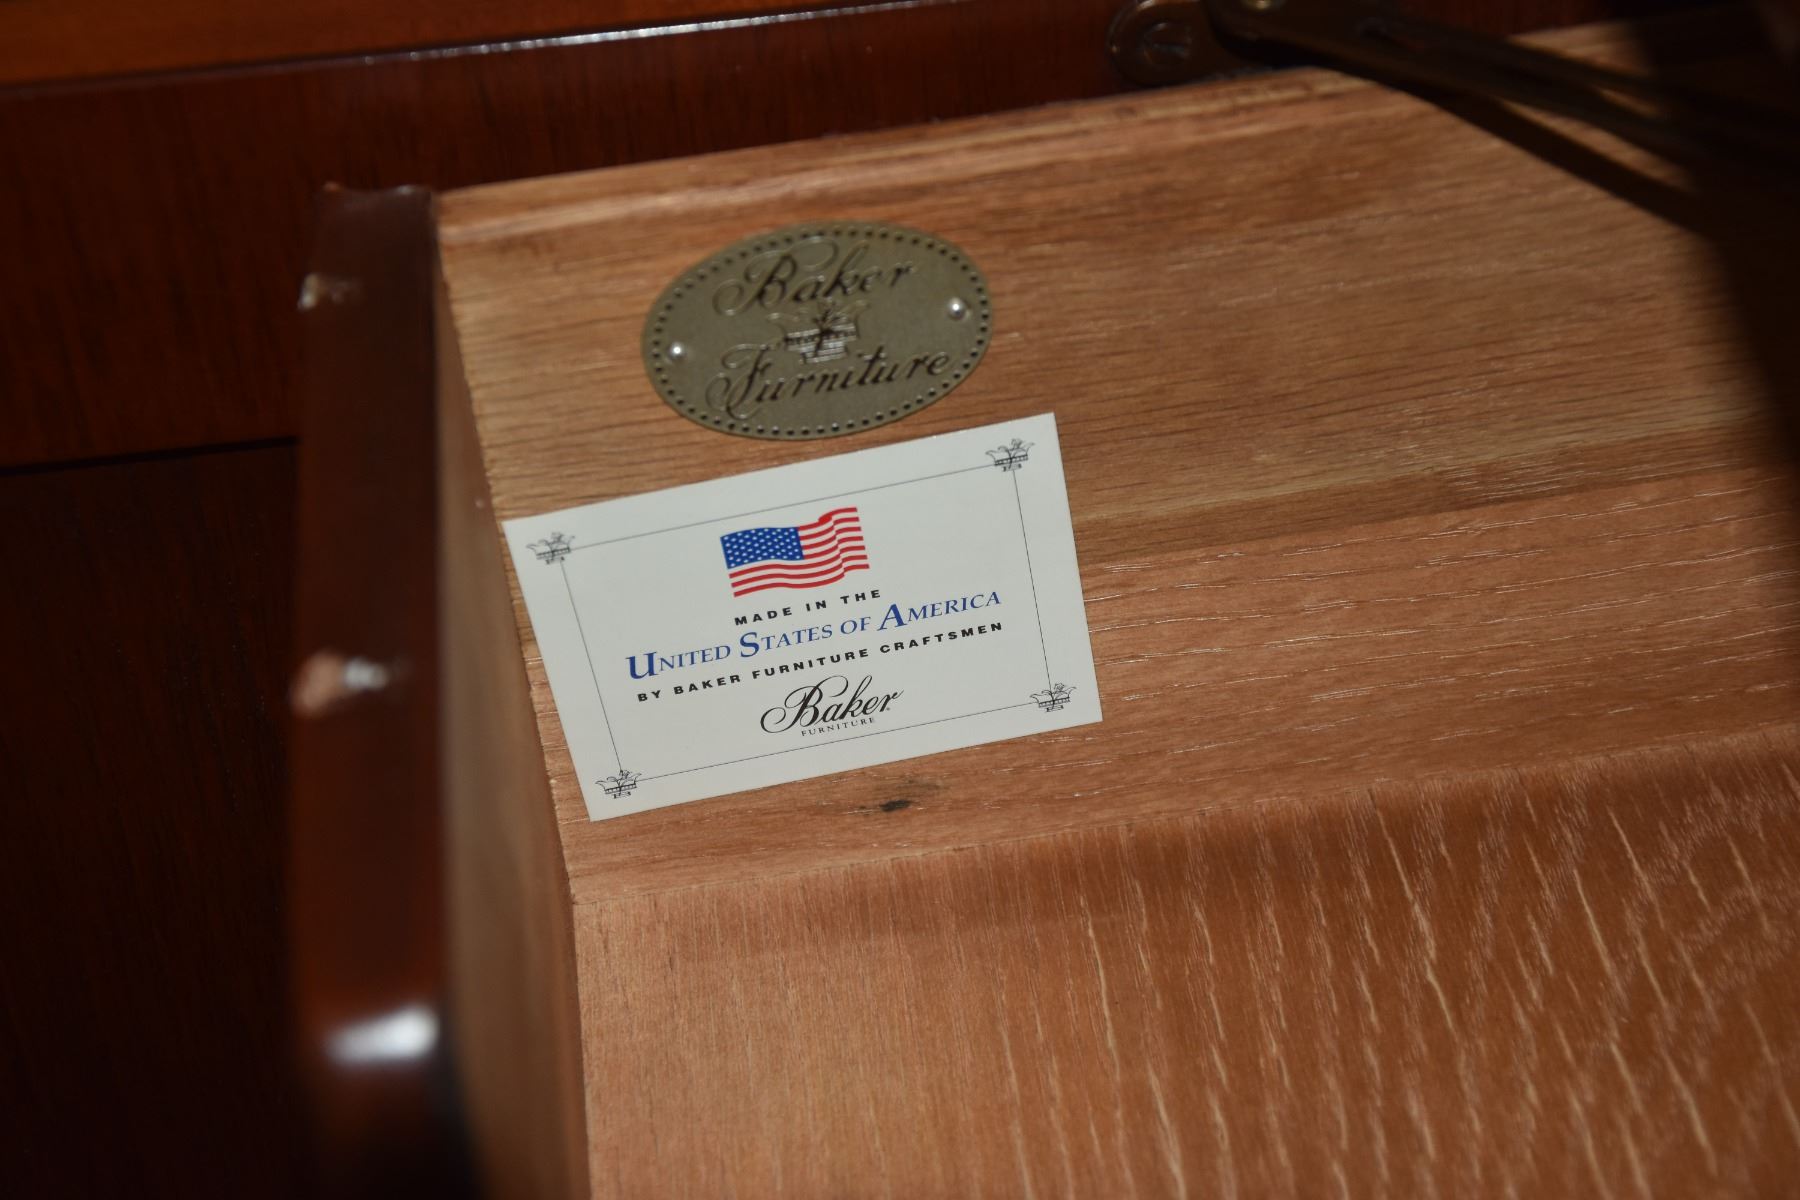 Baker
Furniture
MADE IN THE
UNITED STATES OF AMERICA
BY BAKER FURNITURE CRAFTSMEN
Baker
FURNITURE